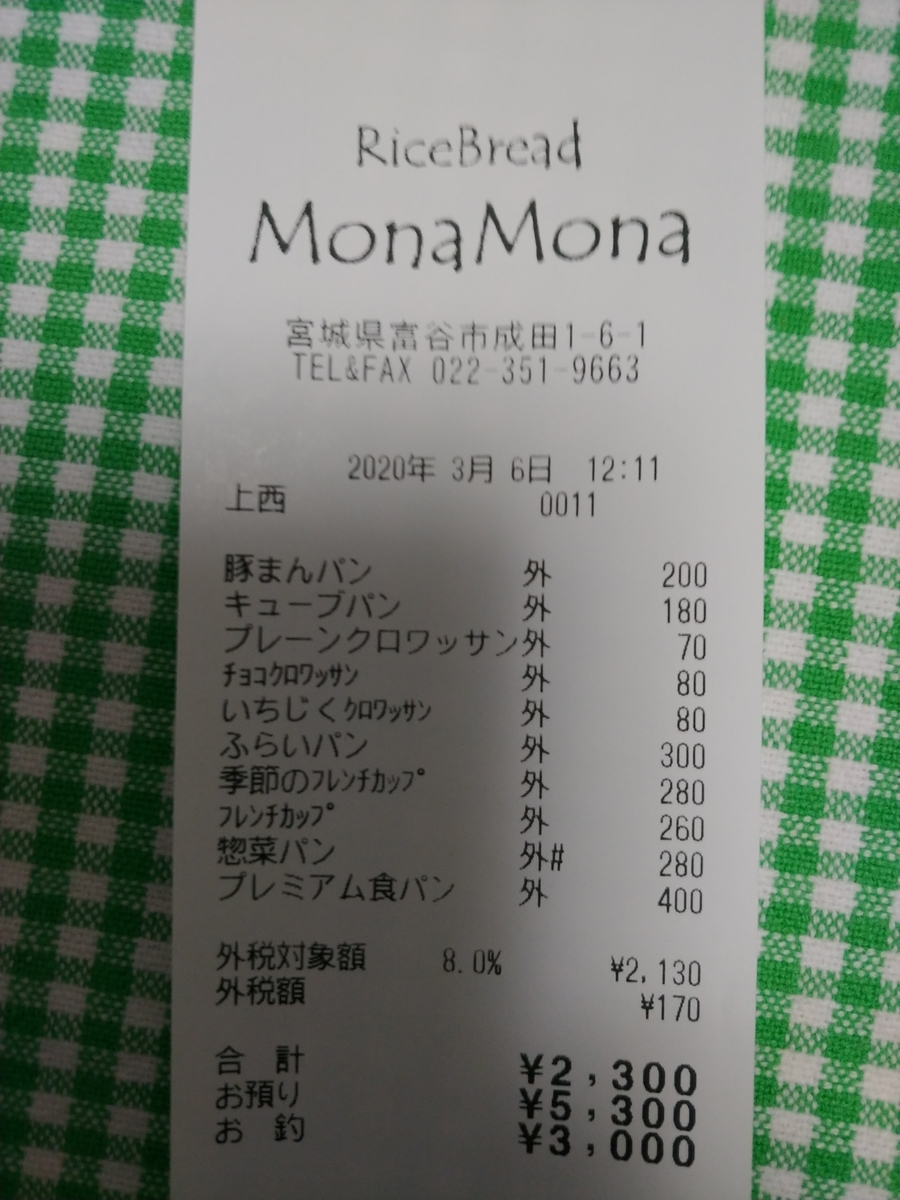 RiceBread
MonaMona
宮城県富谷市成田1-6-1
TEL&FAX 022-351-9663
2020年 3月 6日 12:11
上西 0011
豚まんパン 外 200
キューブパン 外 180
プレーンクロワッサン外 70
ﾁｮｺｸﾛﾜｯｻﾝ 外 80
いちじくｸﾛﾜｯｻﾝ 外 80
ふらいパン 外 300
季節のﾌﾚﾝﾁｶｯﾌﾟ 外 280
ﾌﾚﾝﾁｶｯﾌﾟ 外 260
惣菜パン 外# 280
プレミアム食パン 外 400
外税対象額 8.0% ¥2,130
外税額 ¥170
合 計 ¥2,300
お預り ¥5,300
お 釣 ¥3,000